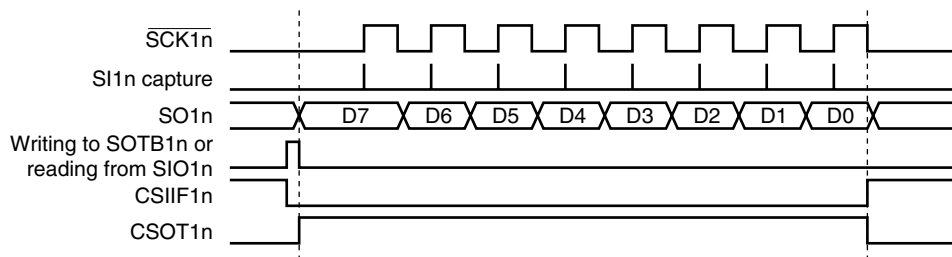 SCK1n
SI1n capture
SO1n D7 D6 D5 D4 D3 D2 D1 D0
Writing to SOTB1n or
reading from SIO1n
CSIIF1n
CSOT1n